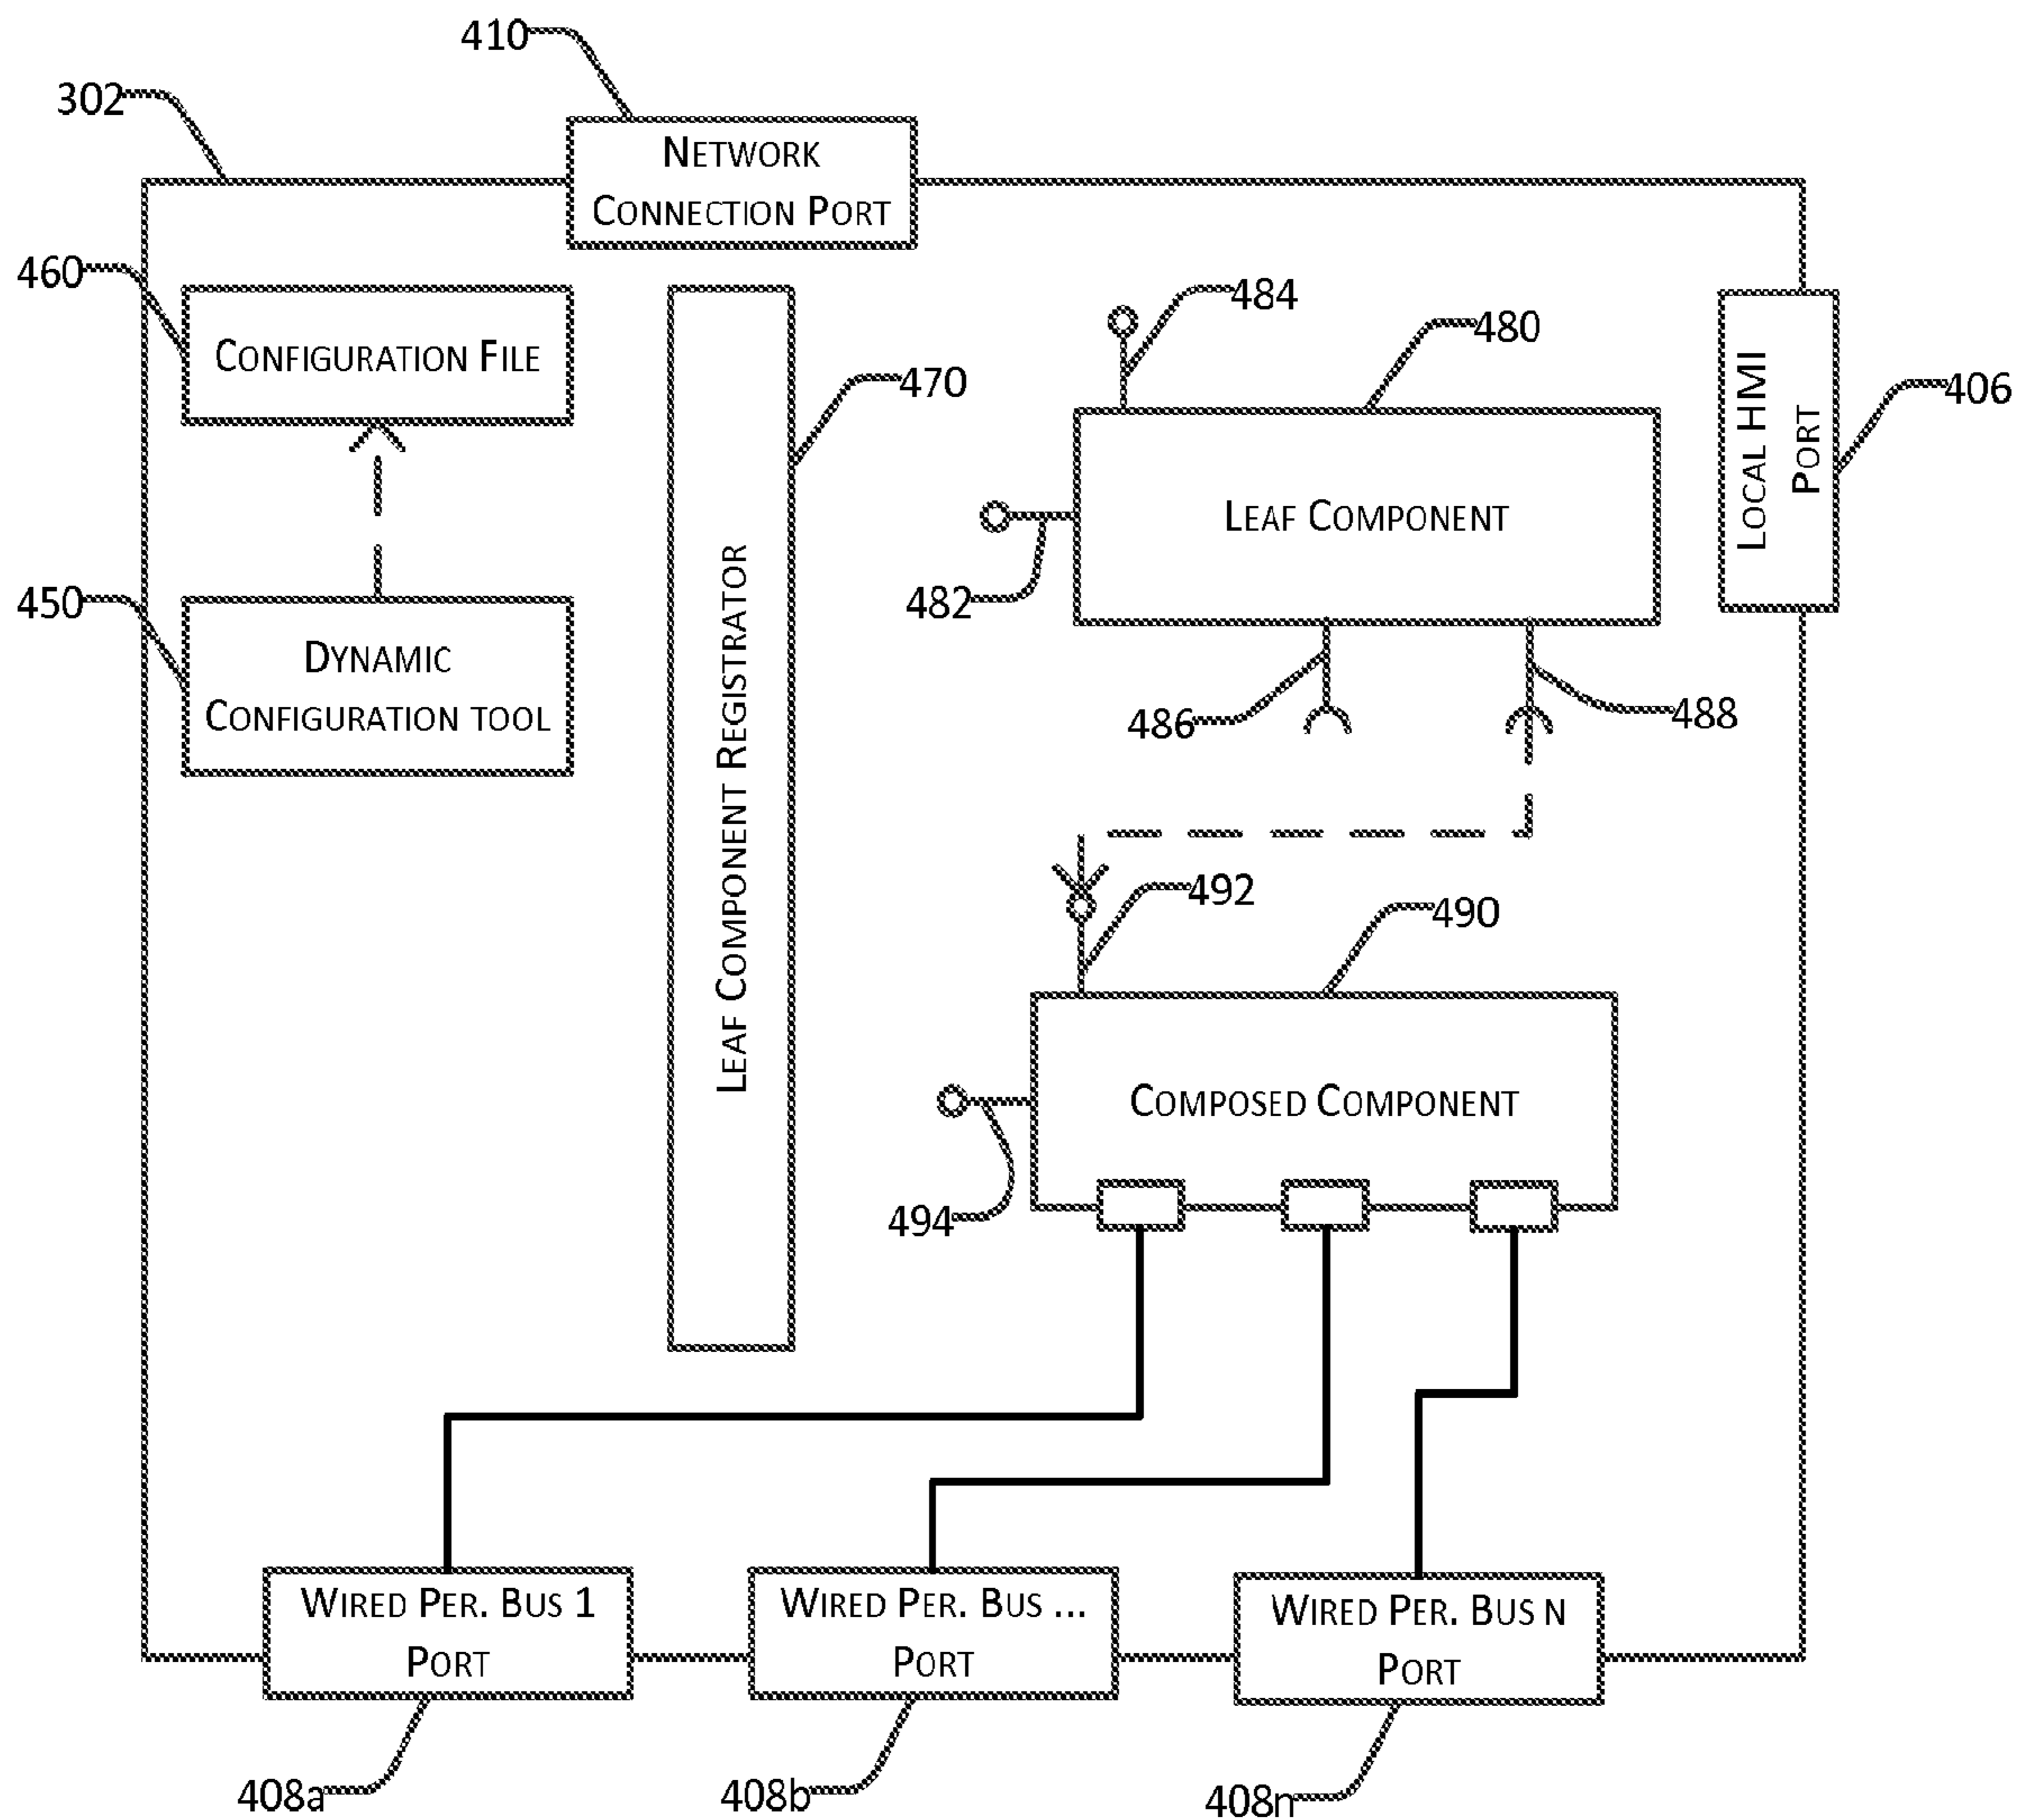 410
302
NETWORK
CONNECTION PORT
460
CONFIGURATION FILE
484
480
470
LOCAL HMI
PORT
406
LEAF COMPONENT
482
450
DYNAMIC
CONFIGURATION TOOL
LEAF COMPONENT REGISTRATOR
486
488
492
490
COMPOSED COMPONENT
494
WIRED PER. BUS 1
PORT
WIRED PER. BUS ...
PORT
WIRED PER. BUS N
PORT
408a
408b
408n